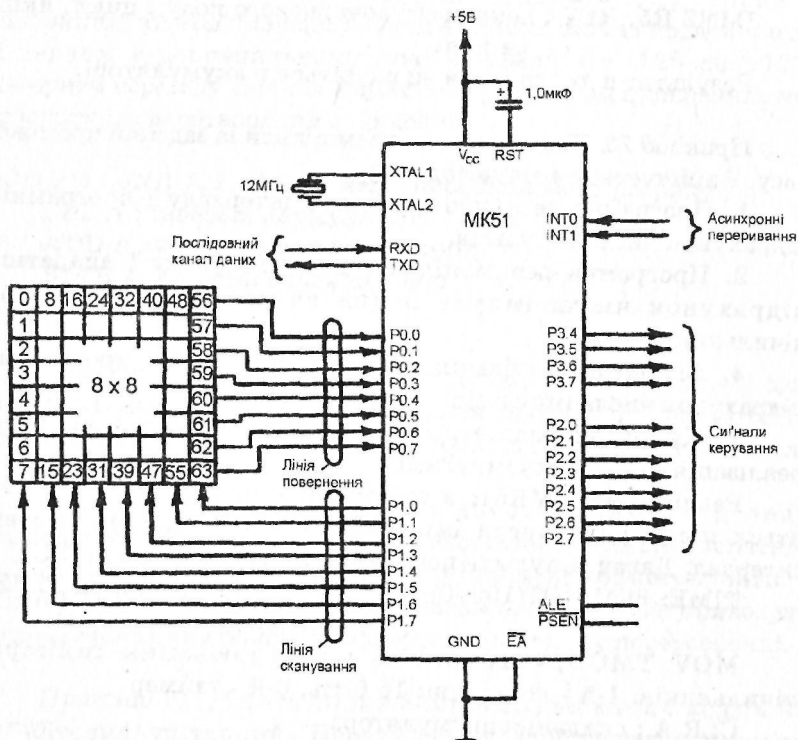 +5В
1,0мкФ
+
VCC RST
XTAL1
12МГц
XTAL2
МК51
INT0
INT1
Асинхронні
переривання
Послідовний
канал даних
RXD
TXD
0 8 16 24 32 40 48 56
1 57
2 58
3 59
4 60
5 61
6 62
7 15 23 31 39 47 55 63
8 x 8
P0.0
P0.1
P0.2
P0.3
P0.4
P0.5
P0.6
P0.7
Лінія
повернення
P3.4
P3.5
P3.6
P3.7
P2.0
P2.1
P2.2
P2.3
P2.4
P2.5
P2.6
P2.7
Сигнали
керування
P1.0
P1.1
P1.2
P1.3
P1.4
P1.5
P1.6
P1.7
Лінія
сканування
ALE
PSEN
GND EA